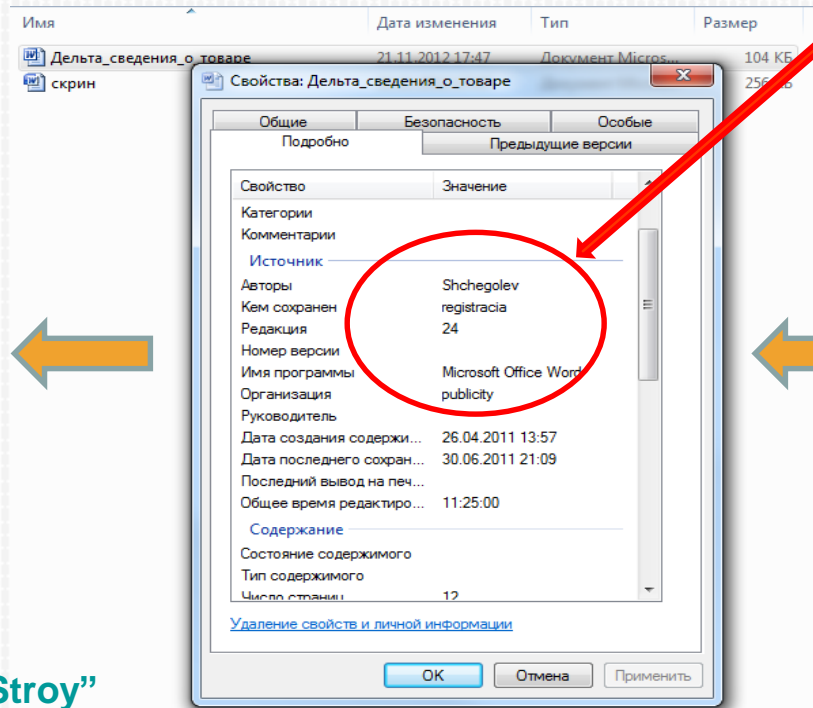 Имя Дата изменения Тип Размер
Дельта_сведения_о_товаре 21.11.2012 17:47 Документ Micros... 104 КБ
скрин 256 КБ
Свойства: Дельта_сведения_о_товаре
Общие Безопасность Особые
Подробно Предыдущие версии
Свойство Значение
Категории
Комментарии
Источник
Авторы Shchegolev
Кем сохранен registracia
Редакция 24
Номер версии
Имя программы Microsoft Office Word
Организация publicity
Руководитель
Дата создания содержи... 26.04.2011 13:57
Дата последнего сохран... 30.06.2011 21:09
Последний вывод на печ...
Общее время редактиро... 11:25:00
Содержание
Состояние содержимого
Тип содержимого
Число страниц 12
Удаление свойств и личной информации
OK Отмена Применить
Stroy”